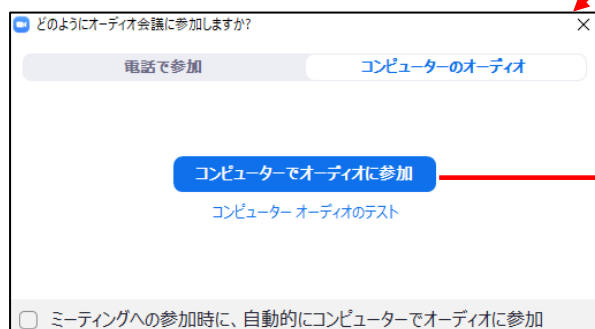 どのようにオーディオ会議に参加しますか?
電話で参加
コンピューターのオーディオ
コンピューターでオーディオに参加
コンピューター オーディオのテスト
ミーティングへの参加時に、自動的にコンピューターでオーディオに参加